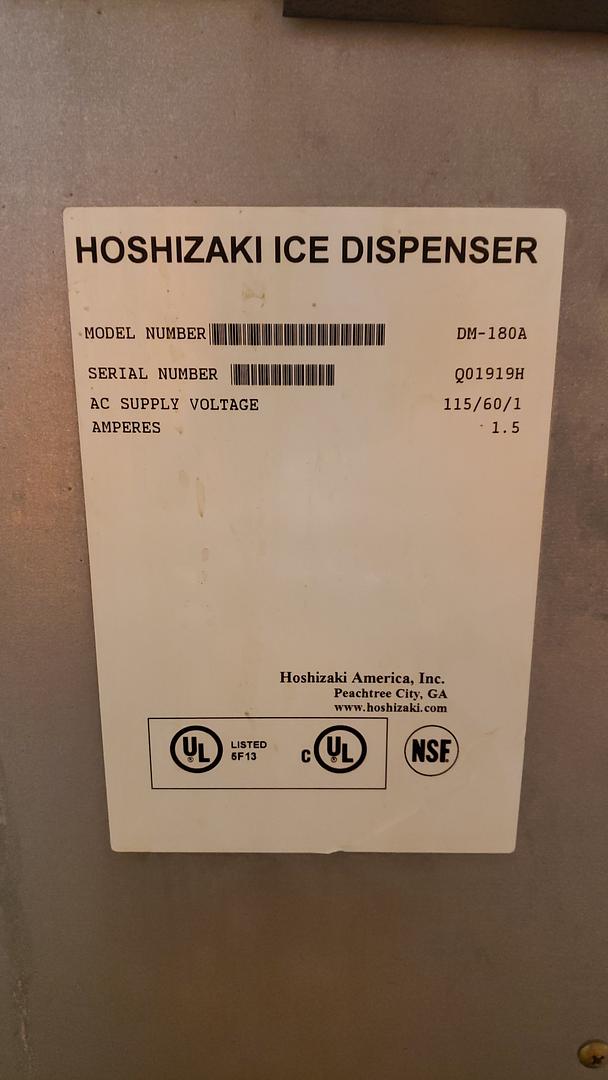 HOSHIZAKI ICE DISPENSER
MODEL NUMBER DM-180A
SERIAL NUMBER Q01919H
AC SUPPLY VOLTAGE 115/60/1
AMPERES 1.5
Hoshizaki America, Inc.
Peachtree City, GA
www.hoshizaki.com
UL ® LISTED 5F13 C UL ® NSF.